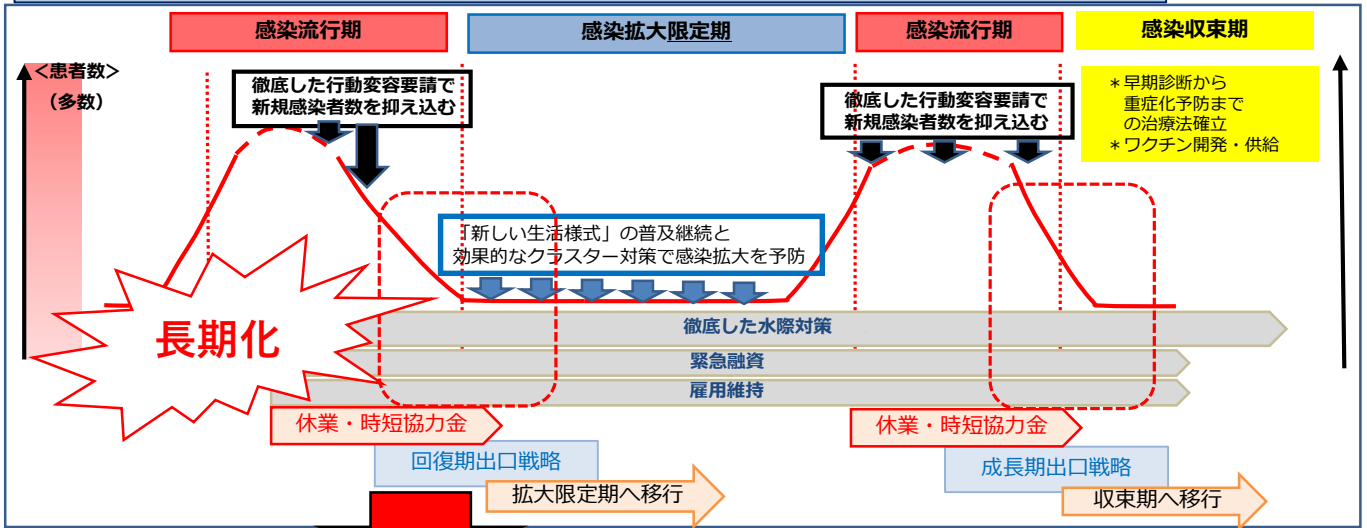 感染流行期
感染拡大限定期
感染流行期
感染収束期
<患者数>
(多数)
徹底した行動変容要請で
新規感染者数を抑え込む
徹底した行動変容要請で
新規感染者数を抑え込む
＊早期診断から
重症化予防まで
の治療法確立
＊ワクチン開発・供給
「新しい生活様式」の普及継続と
効果的なクラスター対策で感染拡大を予防
長期化
徹底した水際対策
緊急融資
雇用維持
休業・時短協力金
休業・時短協力金
回復期出口戦略
成長期出口戦略
拡大限定期へ移行
収束期へ移行